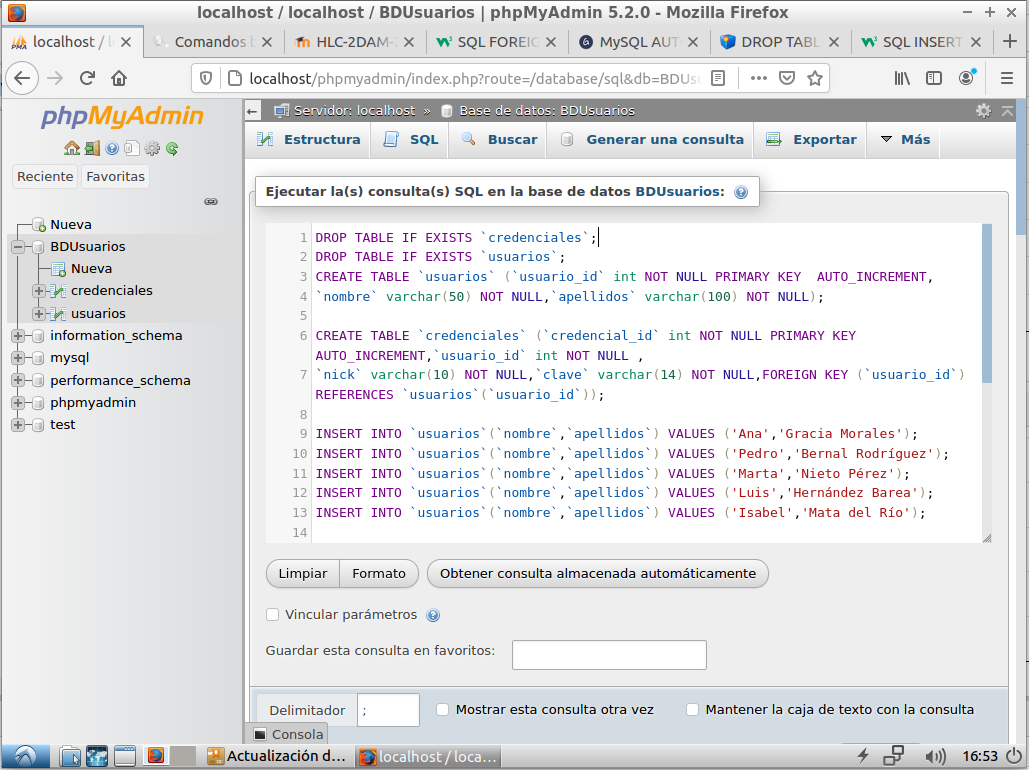 localhost / localhost / BDUsuarios | phpMyAdmin 5.2.0 - Mozilla Firefox
localhost / l
Comandos b
HLC-2DAM-
SQL FOREIG
MySQL AUT
DROP TABL
SQL INSERT
localhost/phpmyadmin/index.php?route=/database/sql&db=BDUs
phpMyAdmin
Reciente
Favoritas
Nueva
BDUsuarios
Nueva
credenciales
usuarios
information_schema
mysql
performance_schema
phpmyadmin
test
Servidor: localhost » Base de datos: BDUsuarios
Estructura
SQL
Buscar
Generar una consulta
Exportar
Más
Ejecutar la(s) consulta(s) SQL en la base de datos BDUsuarios:
1 DROP TABLE IF EXISTS `credenciales`;
2 DROP TABLE IF EXISTS `usuarios`;
3 CREATE TABLE `usuarios` (`usuario_id` int NOT NULL PRIMARY KEY  AUTO_INCREMENT,
4 `nombre` varchar(50) NOT NULL,`apellidos` varchar(100) NOT NULL);
5
6 CREATE TABLE `credenciales` (`credencial_id` int NOT NULL PRIMARY KEY
AUTO_INCREMENT,`usuario_id` int NOT NULL ,
7 `nick` varchar(10) NOT NULL,`clave` varchar(14) NOT NULL,FOREIGN KEY (`usuario_id`)
REFERENCES `usuarios`(`usuario_id`));
8
9 INSERT INTO `usuarios`(`nombre`,`apellidos`) VALUES ('Ana','Gracia Morales');
10 INSERT INTO `usuarios`(`nombre`,`apellidos`) VALUES ('Pedro','Bernal Rodríguez');
11 INSERT INTO `usuarios`(`nombre`,`apellidos`) VALUES ('Marta','Nieto Pérez');
12 INSERT INTO `usuarios`(`nombre`,`apellidos`) VALUES ('Luis','Hernández Barea');
13 INSERT INTO `usuarios`(`nombre`,`apellidos`) VALUES ('Isabel','Mata del Río');
14
Limpiar
Formato
Obtener consulta almacenada automáticamente
Vincular parámetros
Guardar esta consulta en favoritos:
Delimitador ;
Mostrar esta consulta otra vez
Mantener la caja de texto con la consulta
Consola
Actualización d...
localhost / loca...
16:53